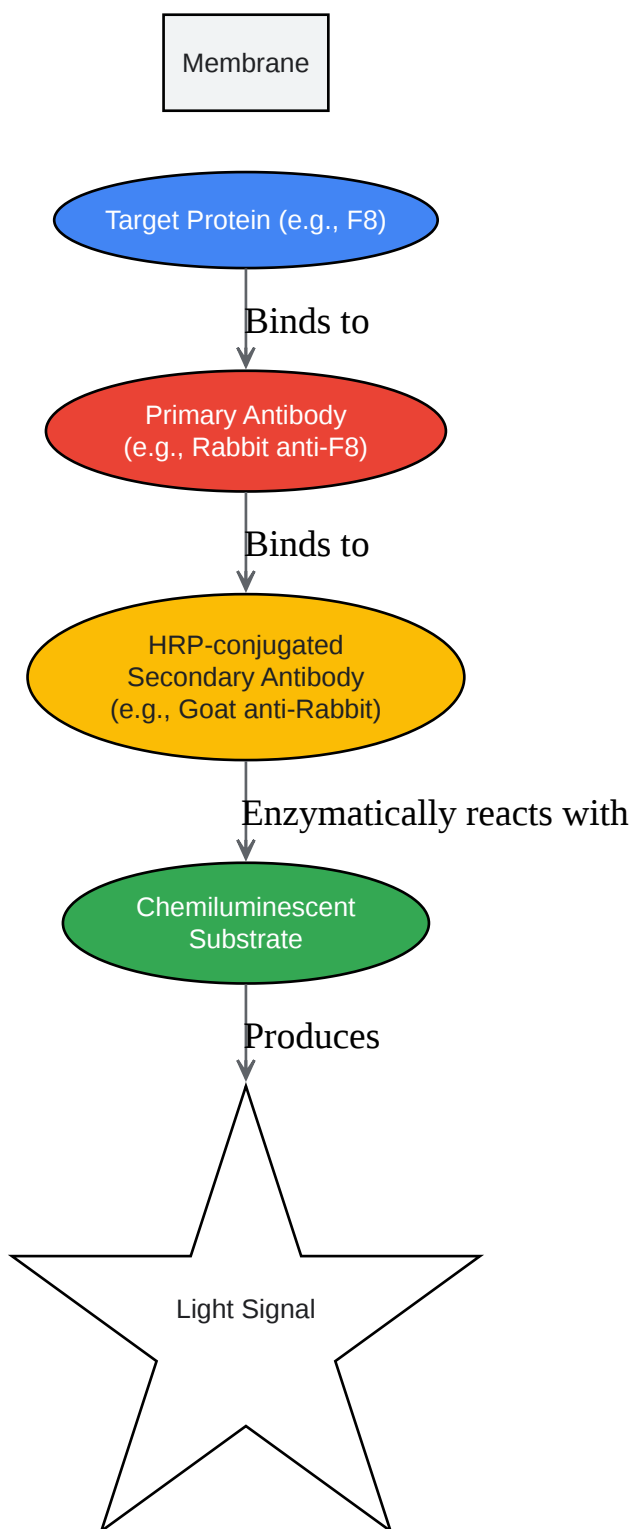 Membrane
Target Protein (e.g., F8)
Binds to
Primary Antibody
(e.g., Rabbit anti-F8)
Binds to
HRP-conjugated
Secondary Antibody
(e.g., Goat anti-Rabbit)
Enzymatically reacts with
Chemiluminescent
Substrate
Produces
Light Signal